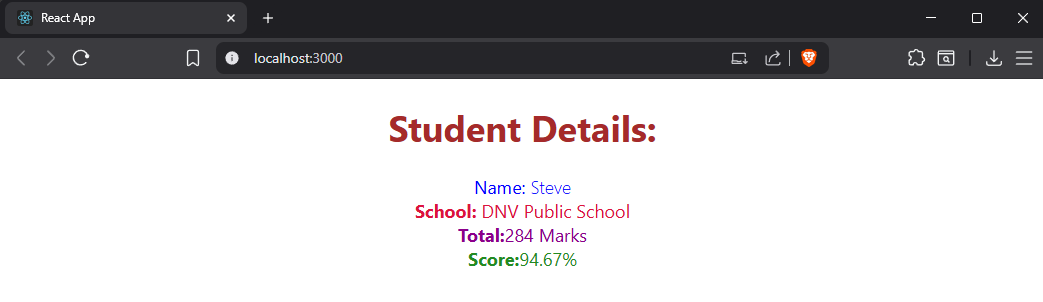 React App
localhost:3000
Student Details:
Name: Steve
School: DNV Public School
Total:284 Marks
Score:94.67%